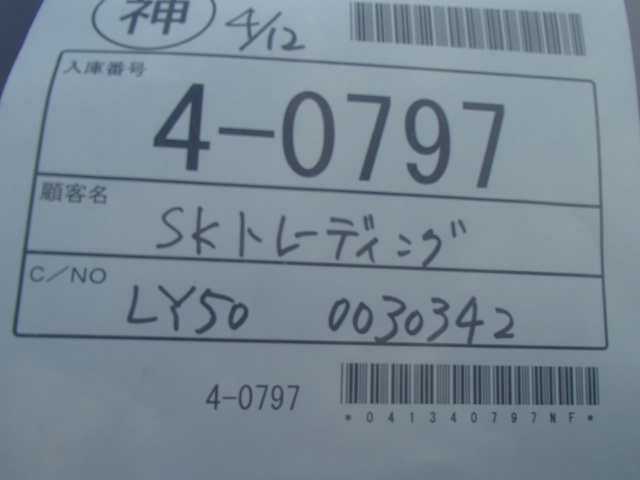 神 4/12
入庫番号
4-0797
顧客名
SKトレーディング
C/NO
LY50 0030342
4-0797
*041340797NF*